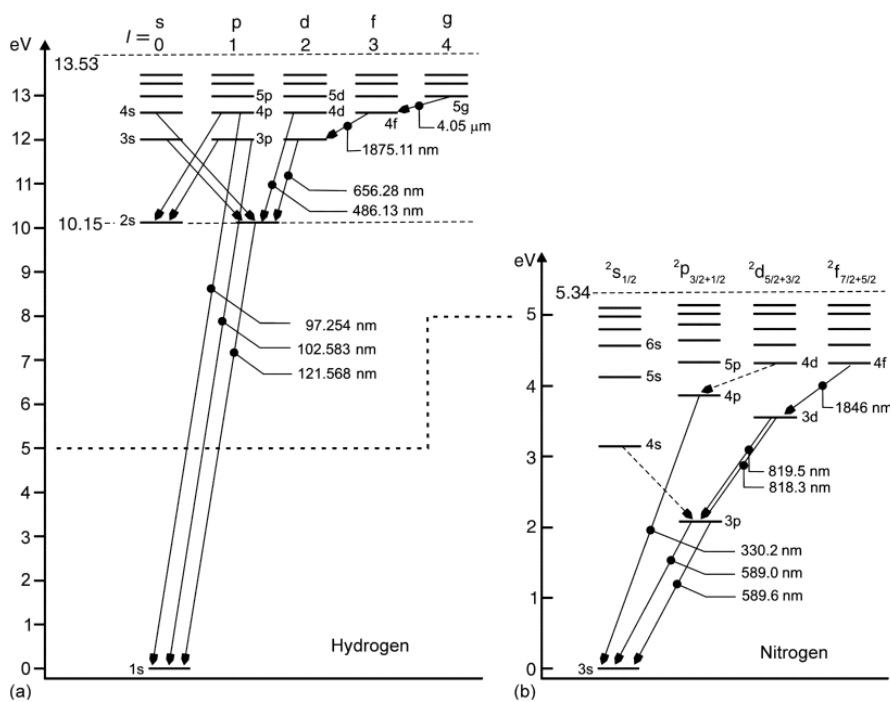 l = s p d f g
0 1 2 3 4
eV
13.53
13
12
11
10.15
10
9
8
7
6
5
4
3
2
1
0
4s
3s
2s
1s
5p
4p
3p
5d
4d
4f
5g
4.05 μm
1875.11 nm
656.28 nm
486.13 nm
97.254 nm
102.583 nm
121.568 nm
Hydrogen
(a)
eV
²s₁/₂ ²p₃/₂₊₁/₂ ²d₅/₂₊₃/₂ ²f₇/₂₊₅/₂
5.34
5
4
3
2
1
0
6s
5s
4s
3s
5p
4p
3p
4d
3d
4f
1846 nm
819.5 nm
818.3 nm
330.2 nm
589.0 nm
589.6 nm
Nitrogen
(b)